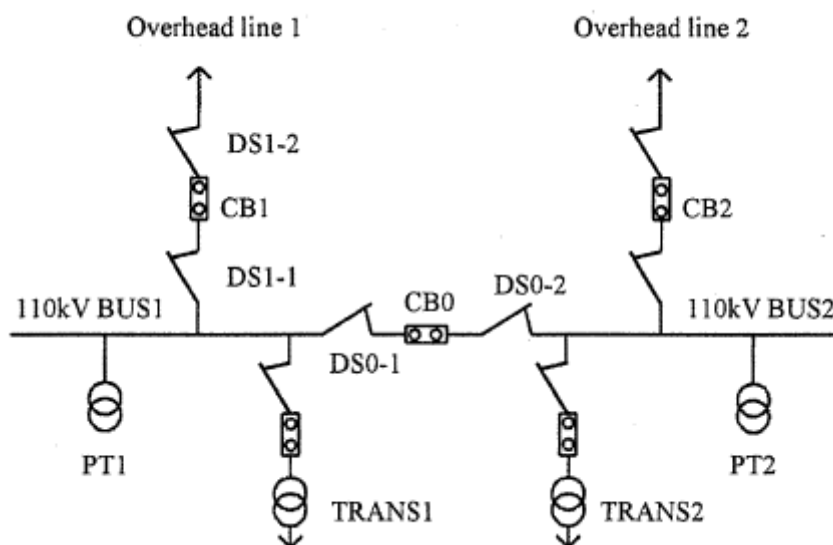 Overhead line 1
Overhead line 2
DS1-2
CB1
CB2
DS1-1
110kV BUS1
CB0
DS0-2
110kV BUS2
DS0-1
PT1
PT2
TRANS1
TRANS2